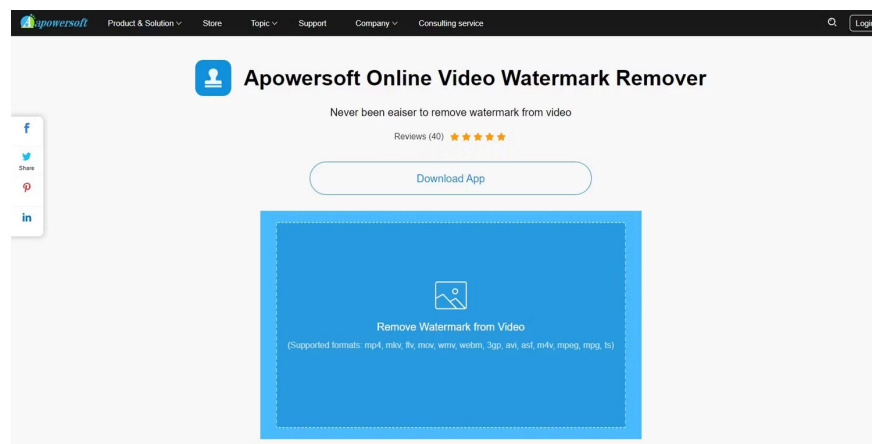 apowersoft Product & Solution Store Topic Support Company Consulting service Login
Apowersoft Online Video Watermark Remover
Never been eaiser to remove watermark from video
Reviews (40)
f
Share
in
Download App
Remove Watermark from Video
(Supported formats: mp4, mkv, flv, mov, wmv, webm, 3gp, avi, asf, m4v, mpeg, mpg, ts)